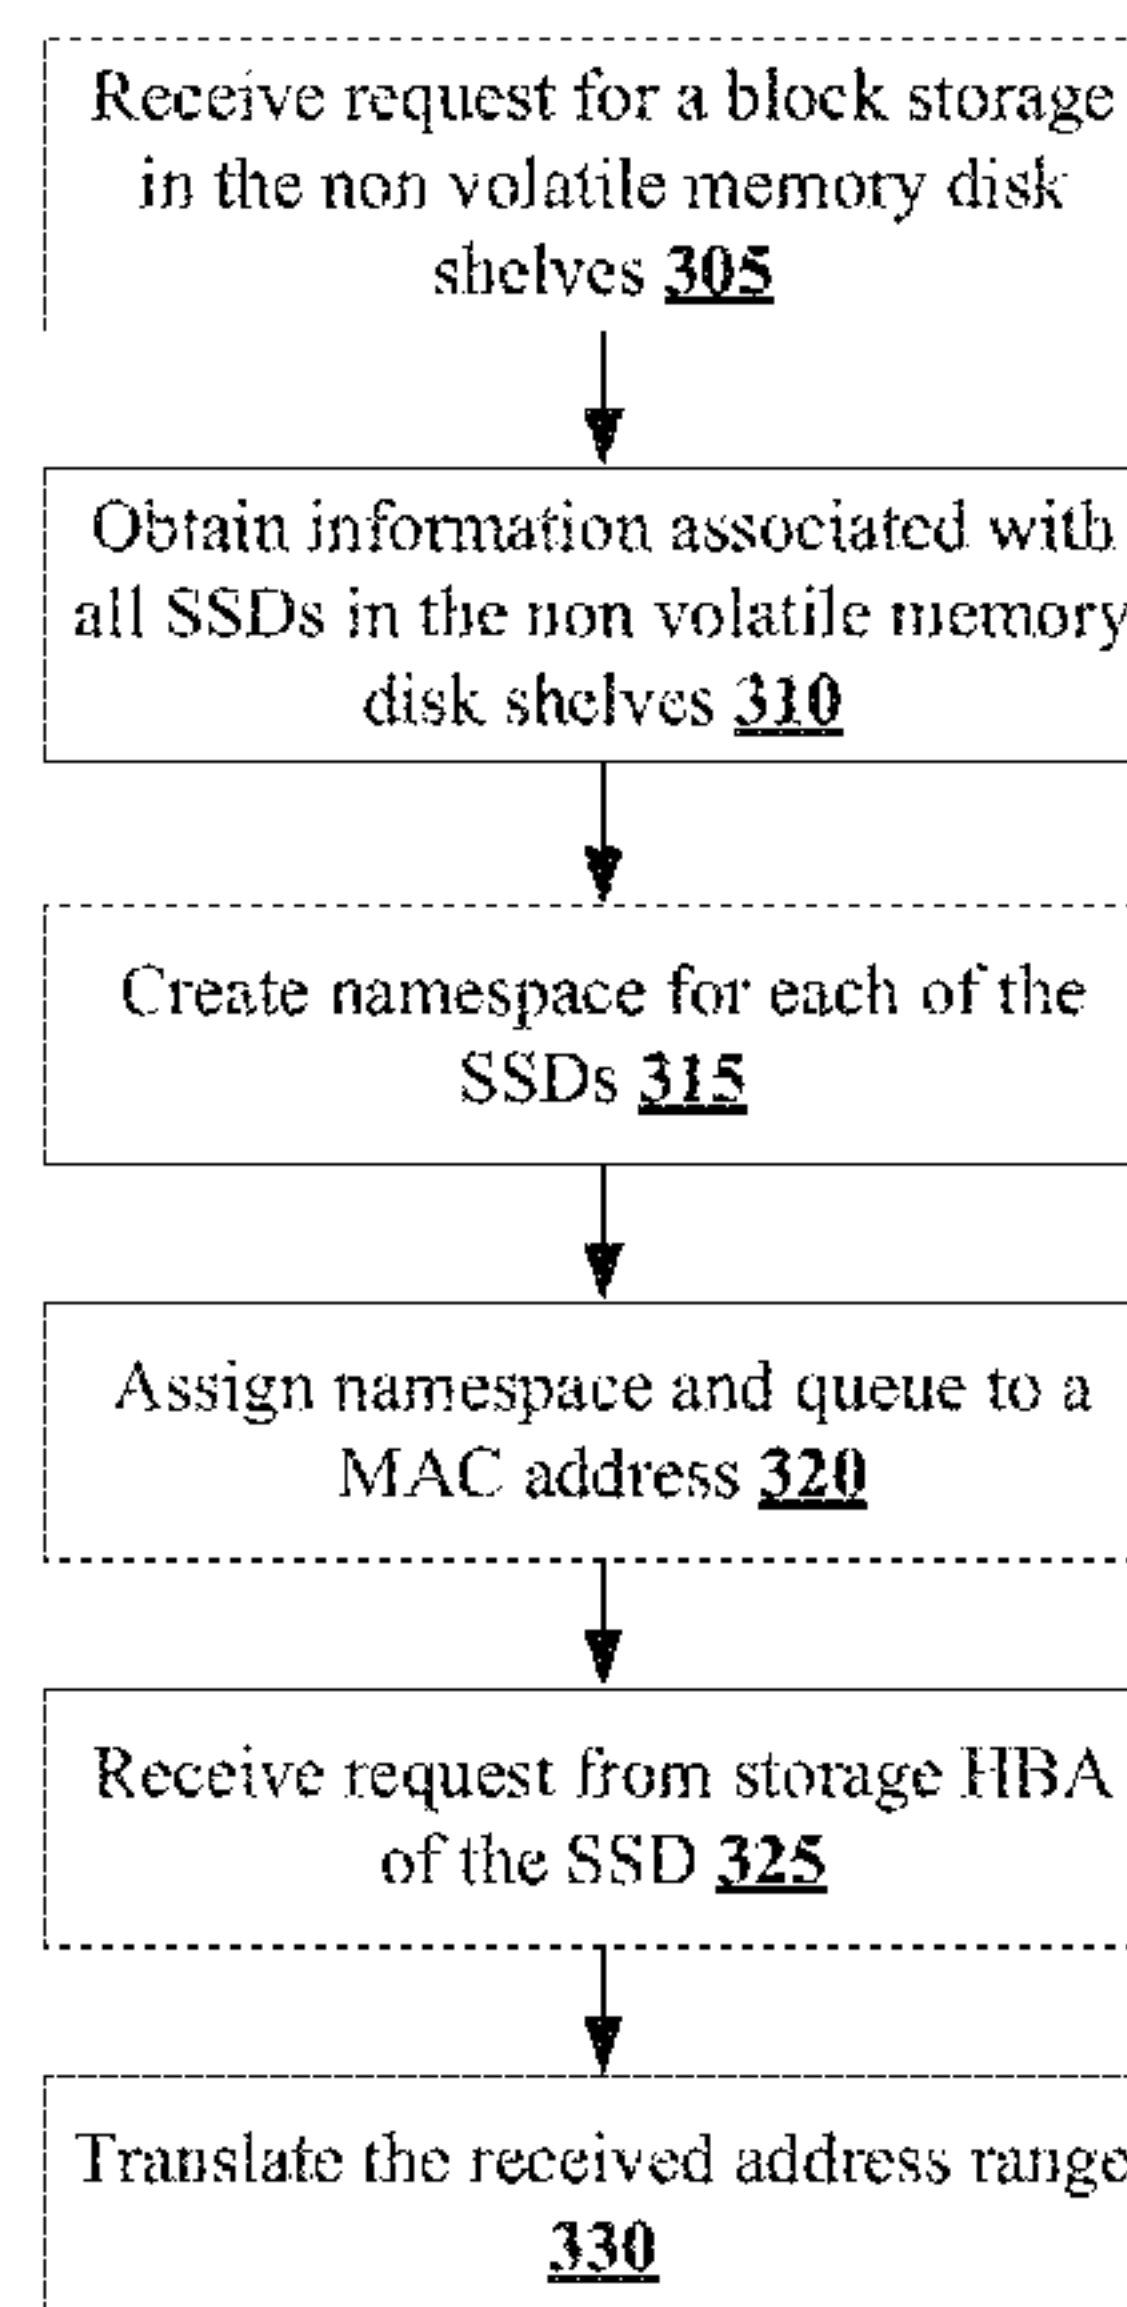 Receive request for a block storage
in the non volatile memory disk
shelves 305
Obtain information associated with
all SSDs in the non volatile memory
disk shelves 310
Create namespace for each of the
SSDs 315
Assign namespace and queue to a
MAC address 320
Receive request from storage HBA
of the SSD 325
Translate the received address range
330